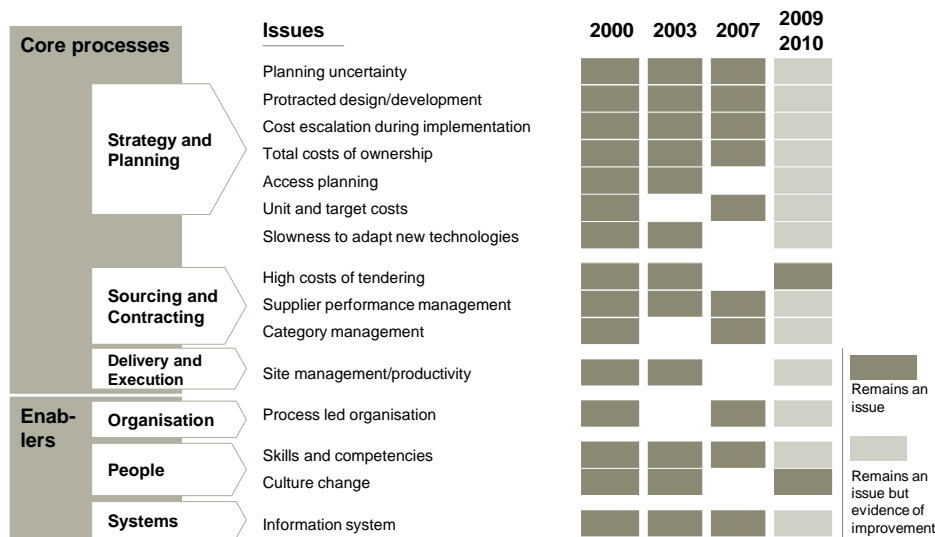 Core processes
Issues
2000 2003 2007 2009
2010
Strategy and
Planning
Planning uncertainty
Protracted design/development
Cost escalation during implementation
Total costs of ownership
Access planning
Unit and target costs
Slowness to adapt new technologies
Sourcing and
Contracting
High costs of tendering
Supplier performance management
Category management
Delivery and
Execution
Site management/productivity
Enab-
lers
Organisation
Process led organisation
People
Skills and competencies
Culture change
Systems
Information system
Remains an
issue
Remains an
issue but
evidence of
improvement